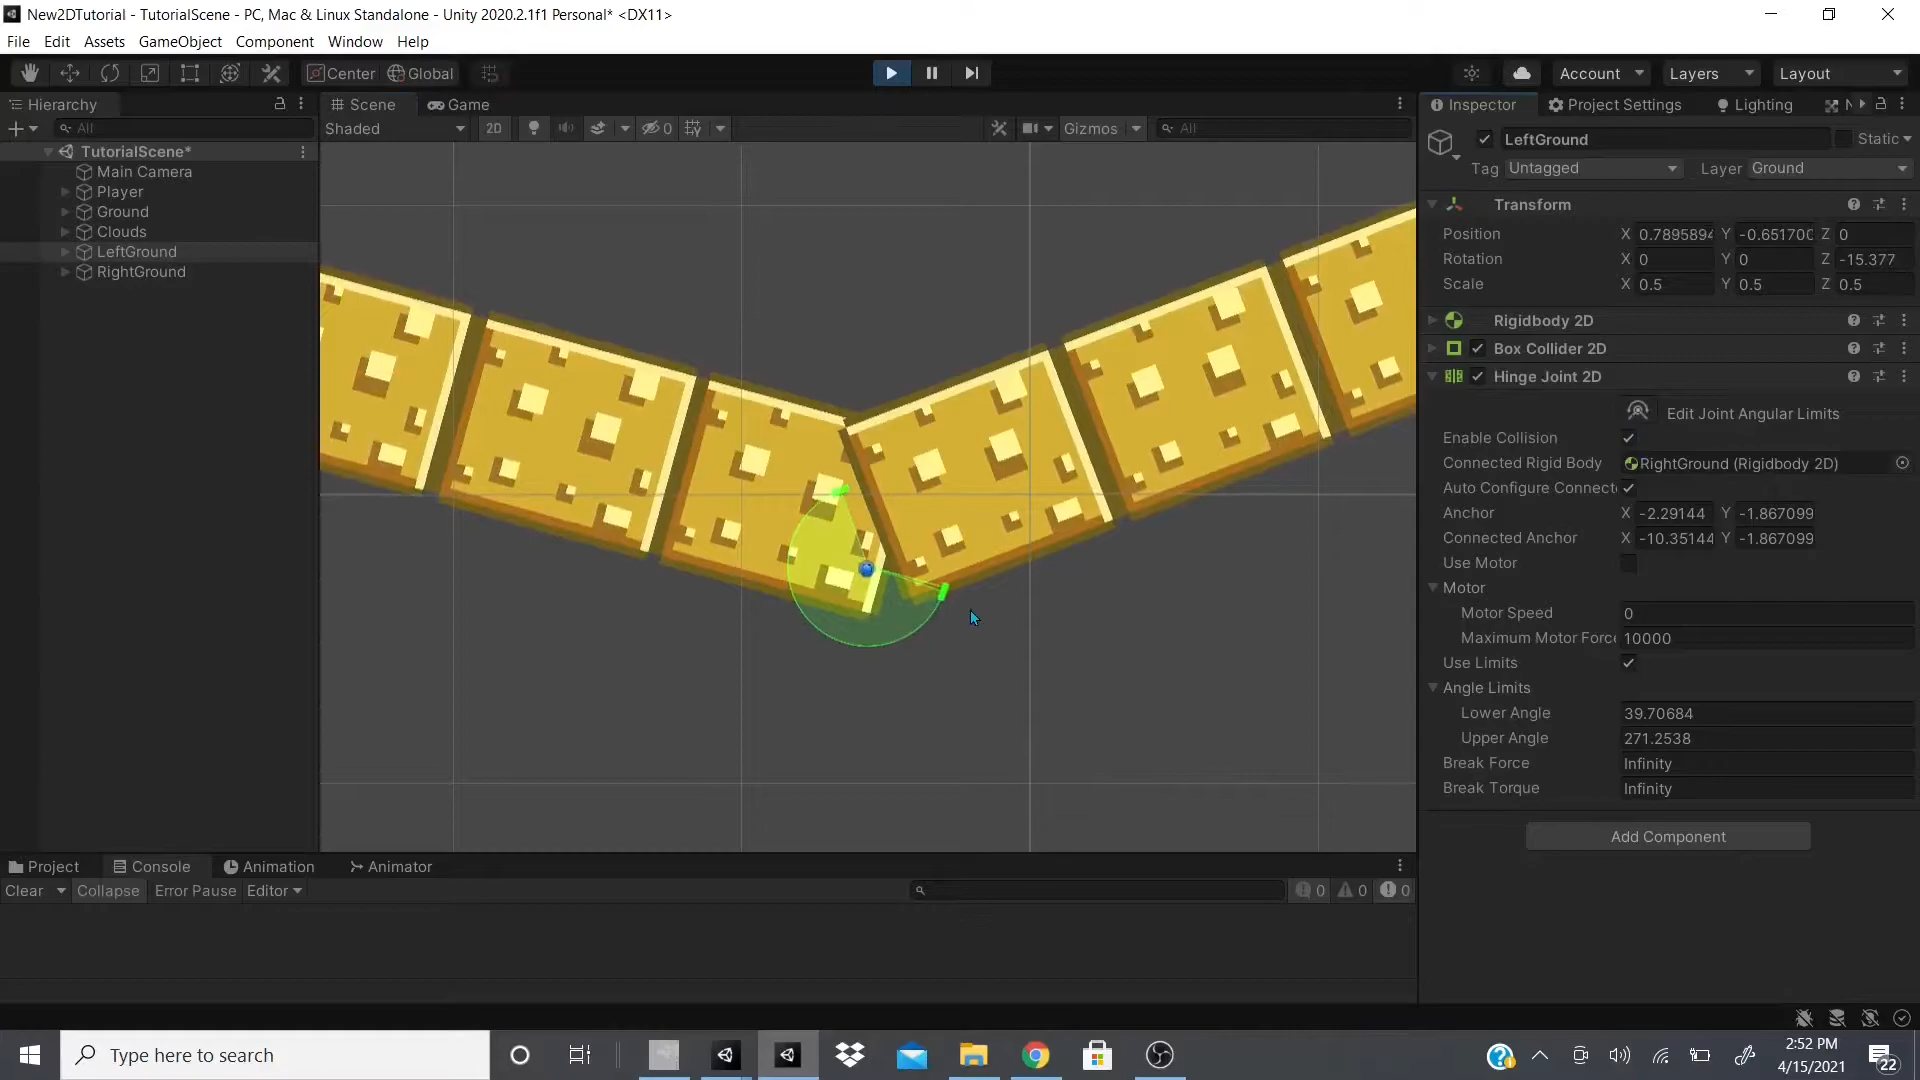 New2DTutorial - TutorialScene - PC, Mac & Linux Standalone - Unity 2020.2.1f1 Personal* <DX11>
File Edit Assets GameObject Component Window Help
Center Global Account Layers Layout
Hierarchy Scene Game Inspector Project Settings Lighting
All Shaded 2D 0 Gizmos All LeftGround Static
TutorialScene*
Main Camera
Player
Ground
Clouds
LeftGround
RightGround
Tag Untagged Layer Ground
Transform
Position X 0.7895894 Y -0.651700 Z 0
Rotation X 0 Y 0 Z -15.377
Scale X 0.5 Y 0.5 Z 0.5
Rigidbody 2D
Box Collider 2D
Hinge Joint 2D
Edit Joint Angular Limits
Enable Collision
Connected Rigid Body RightGround (Rigidbody 2D)
Auto Configure Connect
Anchor X -2.29144 Y -1.867099
Connected Anchor X -10.35144 Y -1.867099
Use Motor
Motor
Motor Speed 0
Maximum Motor Force 10000
Use Limits
Angle Limits
Lower Angle 39.70684
Upper Angle 271.2538
Break Force Infinity
Break Torque Infinity
Add Component
Project Console Animation Animator
Clear Collapse Error Pause Editor 0 0 0
Type here to search
2:52 PM
4/15/2021
22